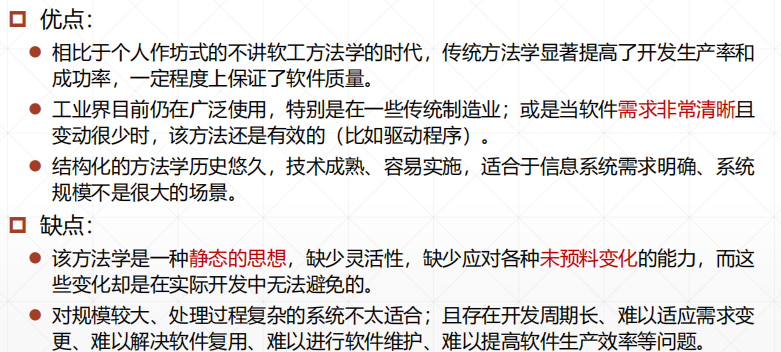 优点：
相比于个人作坊式的不讲软工方法学的时代，传统方法学显著提高了开发生产率和
成功率，一定程度上保证了软件质量。
工业界目前仍在广泛使用，特别是在一些传统制造业；或是当软件需求非常清晰且
变动很少时，该方法还是有效的（比如驱动程序）。
结构化的方法学历史悠久，技术成熟、容易实施，适合于信息系统需求明确、系统
规模不是很大的场景。
缺点：
该方法学是一种静态的思想，缺少灵活性，缺少应对各种未预料变化的能力，而这
些变化却是在实际开发中无法避免的。
对规模较大、处理过程复杂的系统不太适合；且存在开发周期长、难以适应需求变
更、难以解决软件复用、难以进行软件维护、难以提高软件生产效率等问题。